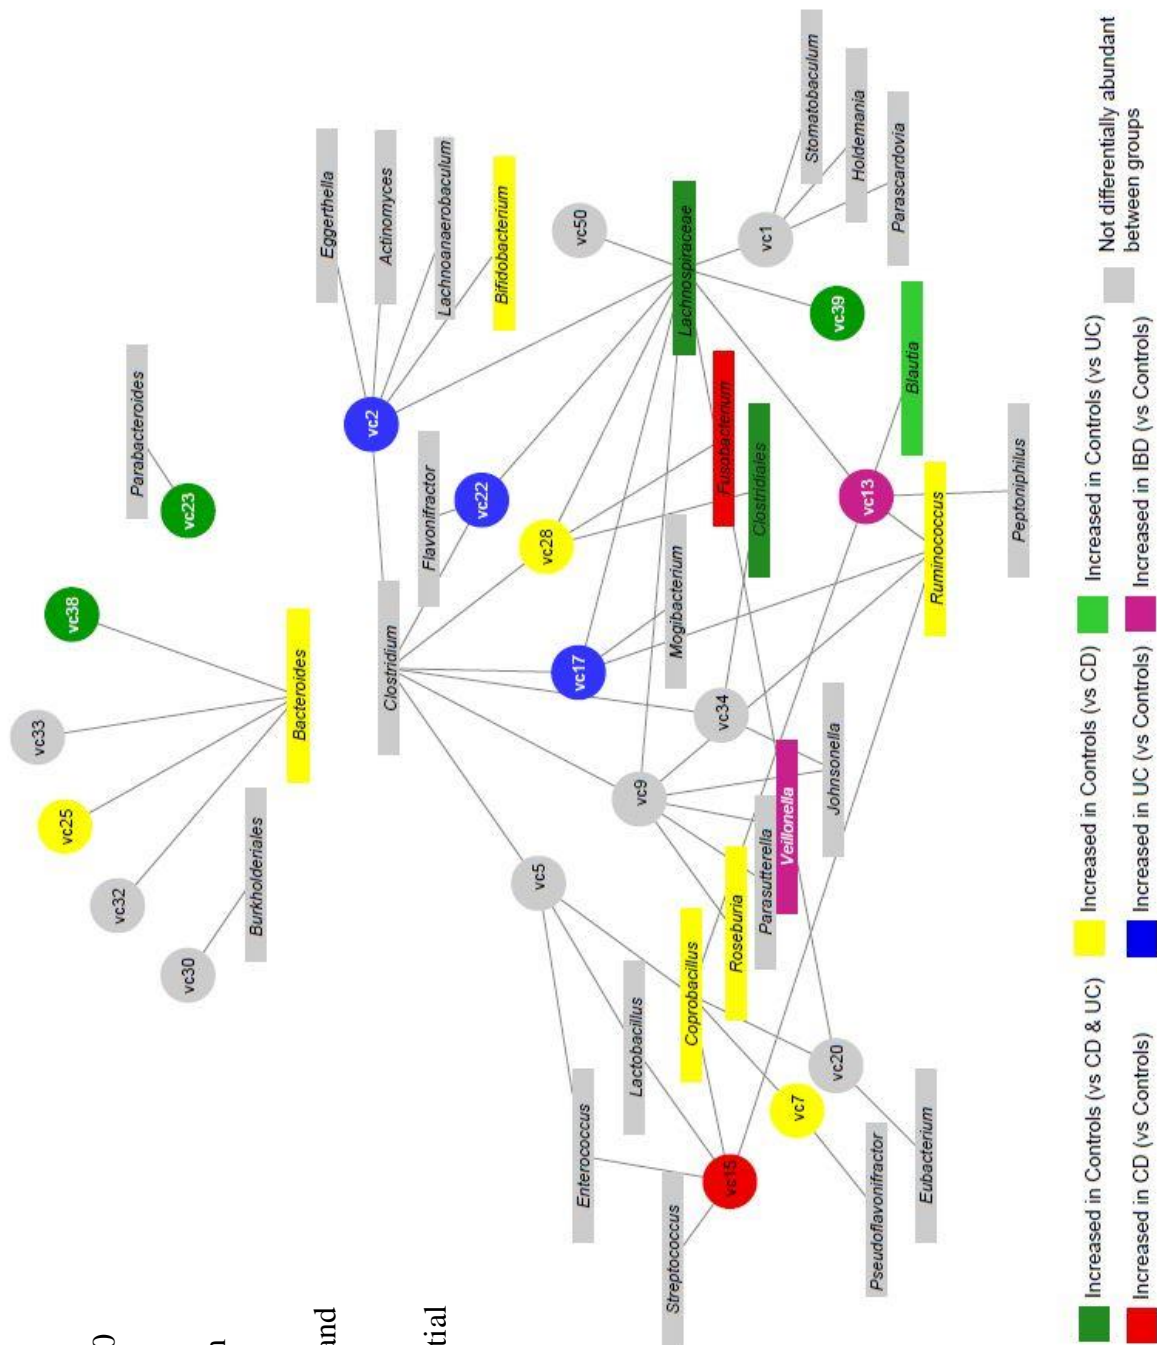 and
tial
vc33
vc25
vc38
vc32
Parabacteroides
vc30
vc23
Burkholderiales
Bacteroides
Eggerthella
vc2
Clostridium
Actinomyces
Flavonifractor
Lachnoanaerobaculum
vc22
Bifidobacterium
vc5
vc28
Enterococcus
vc17
vc50
Lactobacillus
vc9
Streptococcus
Mogibacterium
Lachnospiraceae
Coprobacillus
vc34
Fusobacterium
vc15
Roseburia
Clostridiales
vc1
Parasutterella
Veillonella
vc7
Stomatobaculum
vc20
Johnsonella
vc39
Holdemania
vc13
Pseudoflavonifractor
Parascardovia
Blautia
Eubacterium
Ruminococcus
Peptoniphilus
Increased in Controls (vs CD & UC)
Increased in Controls (vs CD)
Increased in Controls (vs UC)
Not differentially abundant
between groups
Increased in CD (vs Controls)
Increased in UC (vs Controls)
Increased in IBD (vs Controls)